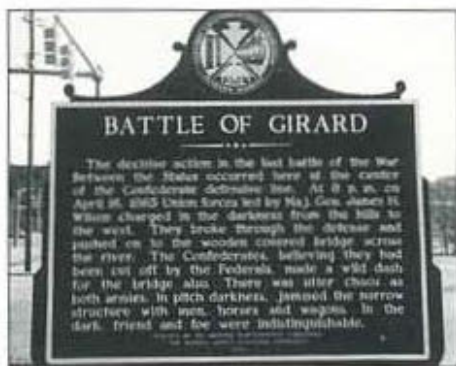 BATTLE OF GIRARD
The decisive action in the last battle of the War
Between the States occurred here at the center
of the Confederate defensive line. At 8 p. m. on
April 16, 1865 Union forces led by Maj. Gen. James H.
Wilson charged in the darkness from the hills to
the west. They broke through the defense and
pushed on to the wooden covered bridge across
the river. The Confederates, believing they had
been cut off by the Federals, made a wild dash
for the bridge also. There was utter chaos as
both armies, in pitch darkness, jammed the narrow
structure with men, horses and wagons. In the
dark, friend and foe were indistinguishable.